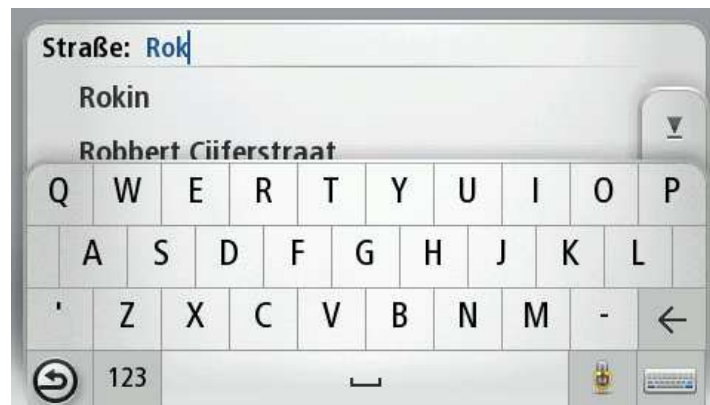 Straße: Rok
Rokin
Robbert Cijferstraat
Q W E R T Y U I O P
A S D F G H J K L
' Z X C V B N M -
123